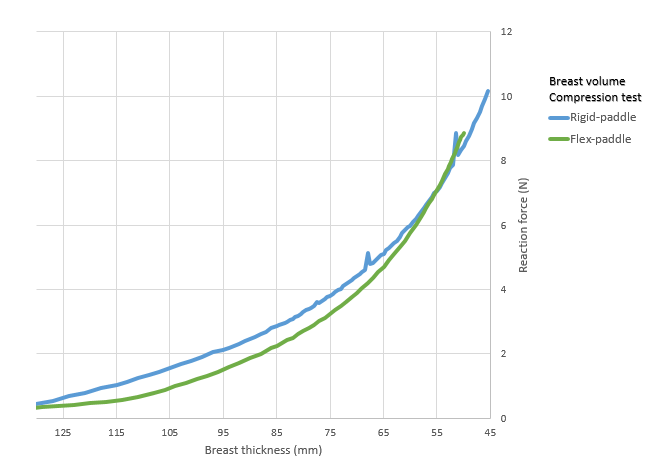 12
10
8
6
4
2
0
Reaction force (N)
125 115 105 95 85 75 65 55 45
Breast thickness (mm)
Breast volume
Compression test
Rigid-paddle
Flex-paddle